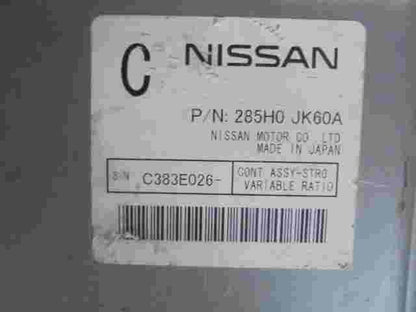 C NISSAN
P/N: 285H0 JK60A
NISSAN MOTOR CO LTD
MADE IN JAPAN
S/N C383E026-
CONT ASSY-STRG
VARIABLE RATIO